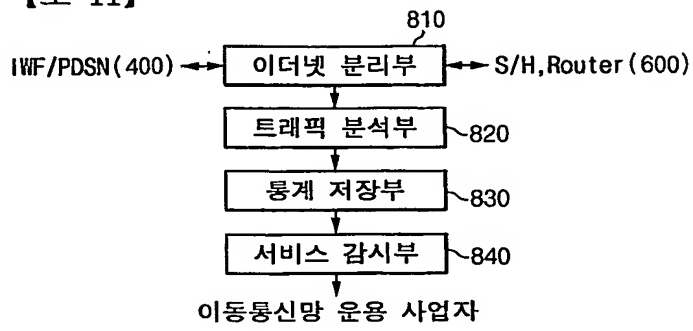 【도 11】
810
IWF/PDSN(400) 이더넷 분리부 S/H,Router(600)
트래픽 분석부 820
통계 저장부 830
서비스 감시부 840
이동통신망 운용 사업자